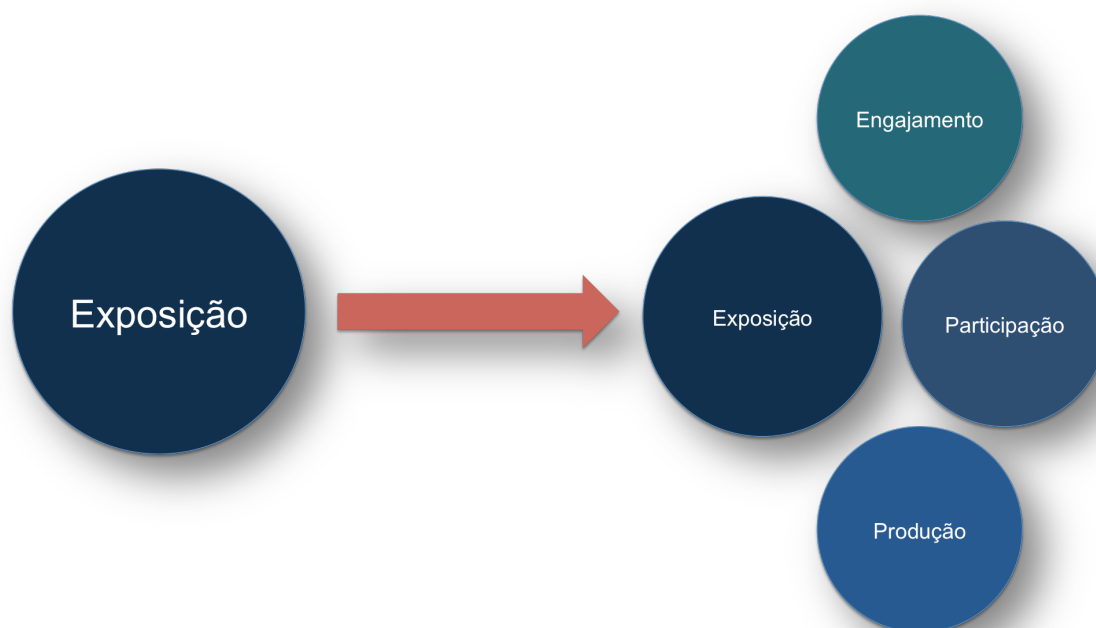 Exposição
Engajamento
Exposição
Participação
Produção